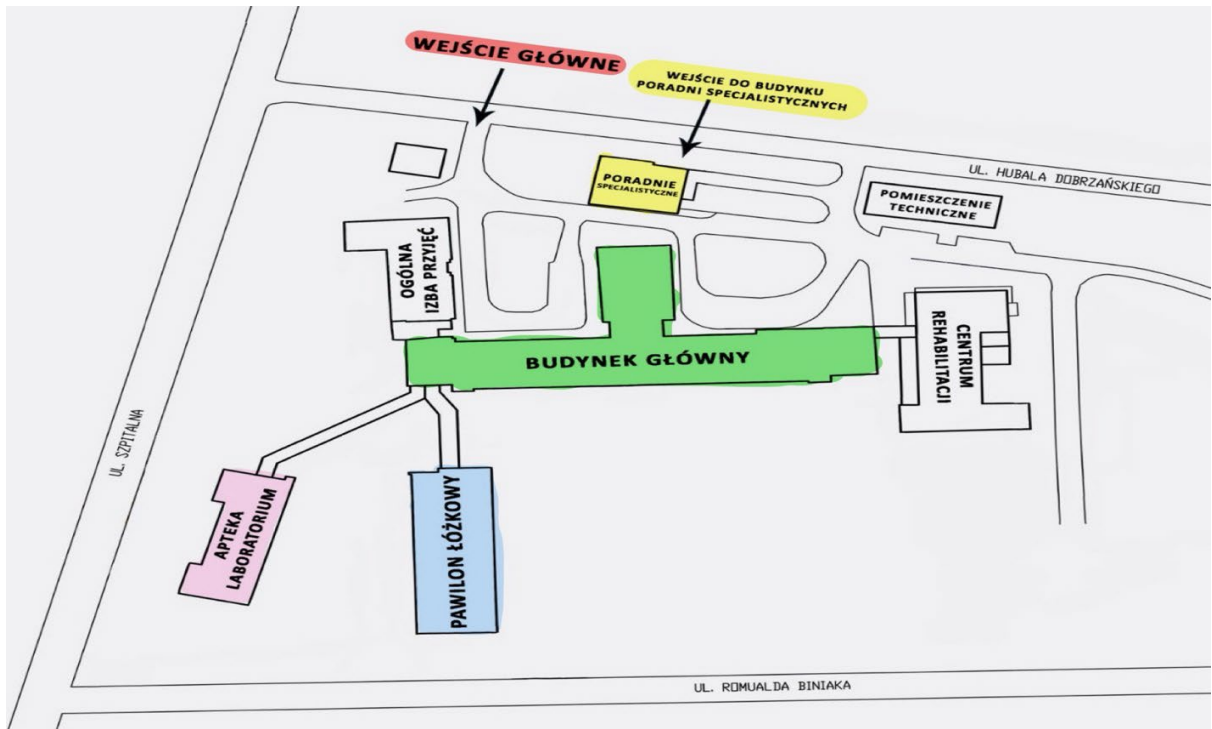 WEJŚCIE GŁÓWNE
WEJŚCIE DO BUDYNKU
PORADNI SPECJALISTYCZNYCH
UL. HUBALA DOBRZAŃSKIEGO
PORADNIE
SPECJALISTYCZNE
POMIESZCZENIE
TECHNICZNE
OGÓLNA
IZBA PRZYJĘĆ
BUDYNEK GŁÓWNY
CENTRUM
REHABILITACJI
UL. SZPITALNA
APTEKA
LABORATORIUM
PAWILON ŁÓŻKOWY
UL. ROMUALDA BINIAKA